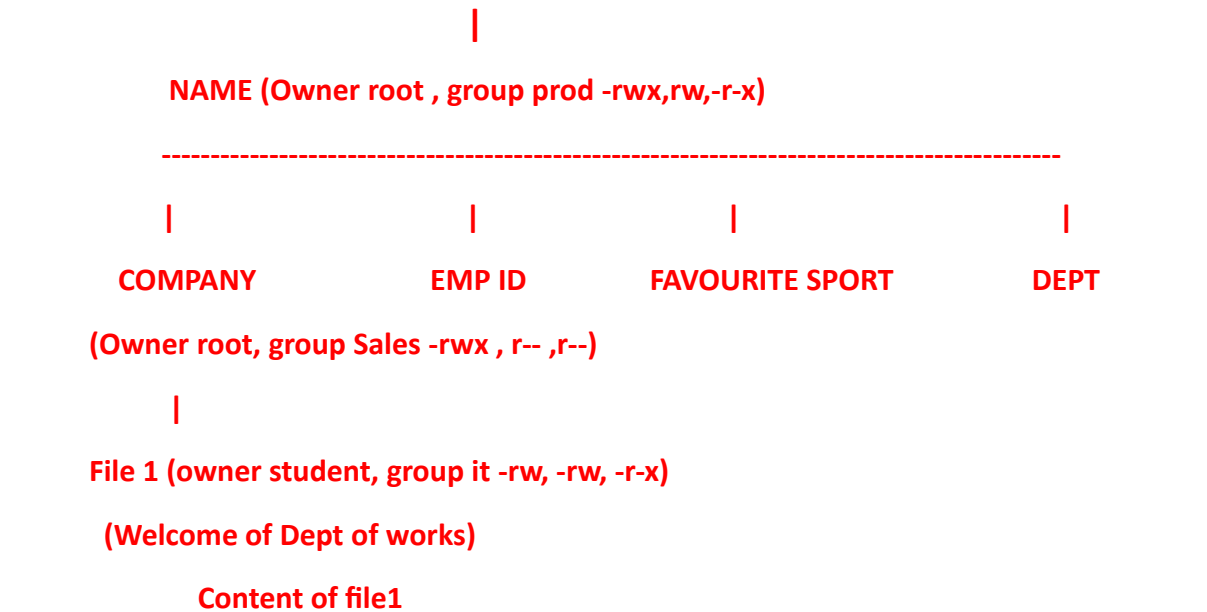 |
NAME (Owner root , group prod -rwx,rw,-r-x)
---------------------------------------------------------------------------------------------
| | | |
COMPANY EMP ID FAVOURITE SPORT DEPT
(Owner root, group Sales -rwx , r-- ,r--)
|
File 1 (owner student, group it -rw, -rw, -r-x)
(Welcome of Dept of works)
Content of file1